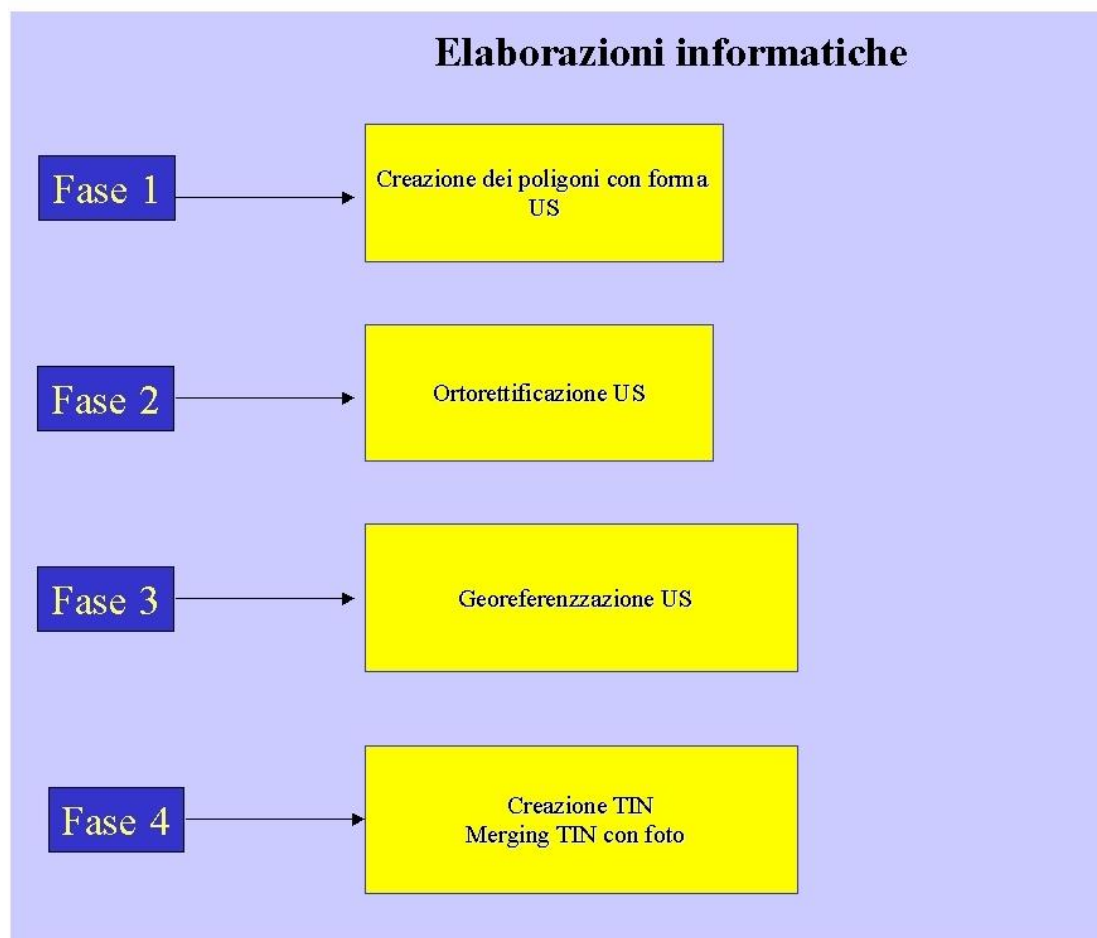 Elaborazioni informatiche
Fase 1
Creazione dei poligoni con forma
US
Fase 2
Ortorettificazione US
Fase 3
Georeferenzzazione US
Fase 4
Creazione TIN
Merging TIN con foto